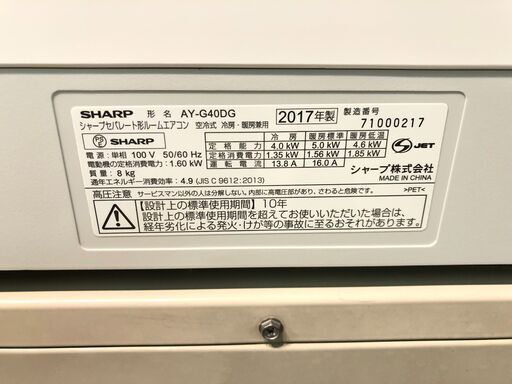 SHARP 形名 AY-G40DG 2017年製 製造番号
シャープセパレート形ルームエアコン 空冷式 冷房・暖房兼用 71000217
PS E SHARP
冷房 暖房標準 暖房低温
定格能力 4.0 kW 5.0 kW 4.6 kW
定格消費電力 1.35 kW 1.56 kW 1.85 kW
運転電流 13.8 A 16.0 A
S JET
電源：単相 100 V 50/60 Hz
電動機の定格消費電力：1.60 kW
質量：8 kg
シャープ株式会社
MADE IN CHINA
通年エネルギー消費効率：4.9 (JIS C 9612:2013)
>PET<
高圧注意 サービスマン以外の人は分解しない。内部に高電圧部があり、さわると危険です。
【設計上の標準使用期間】10年
設計上の標準使用期間を超えてお使いいただいた場合は、
経年劣化による発火・けが等の事故に至るおそれがあります。